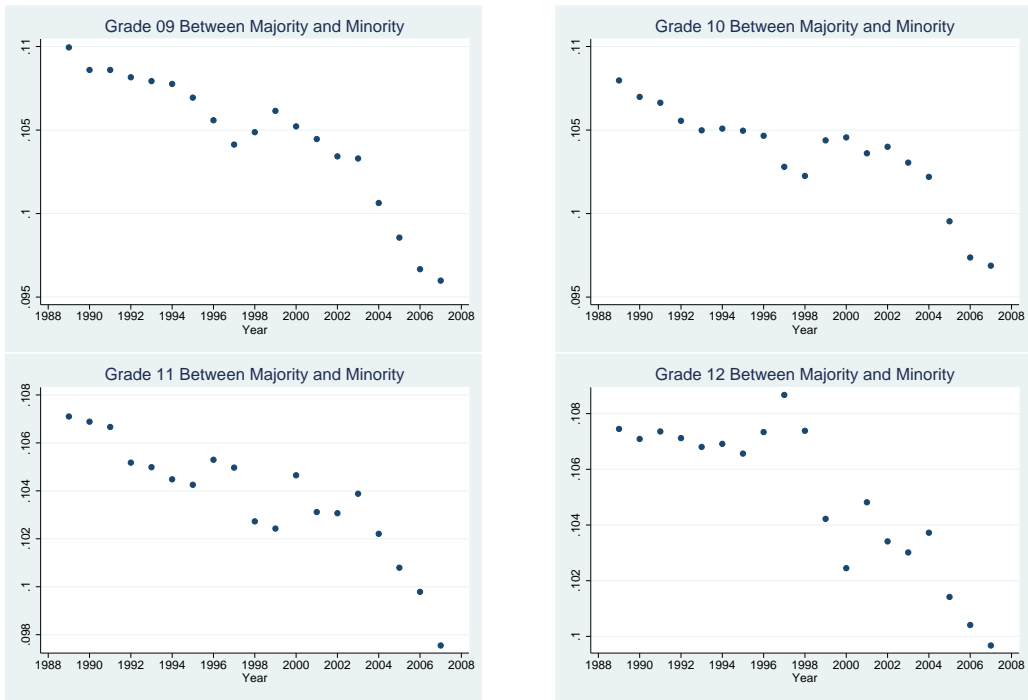 Grade 09 Between Majority and Minority
.11
.105
.1
.095
1988 1990 1992 1994 1996 1998 2000 2002 2004 2006 2008
Year
Grade 10 Between Majority and Minority
.11
.105
.1
.095
1988 1990 1992 1994 1996 1998 2000 2002 2004 2006 2008
Year
Grade 11 Between Majority and Minority
.108
.106
.104
.102
.1
.098
1988 1990 1992 1994 1996 1998 2000 2002 2004 2006 2008
Year
Grade 12 Between Majority and Minority
.108
.106
.104
.102
.1
1988 1990 1992 1994 1996 1998 2000 2002 2004 2006 2008
Year